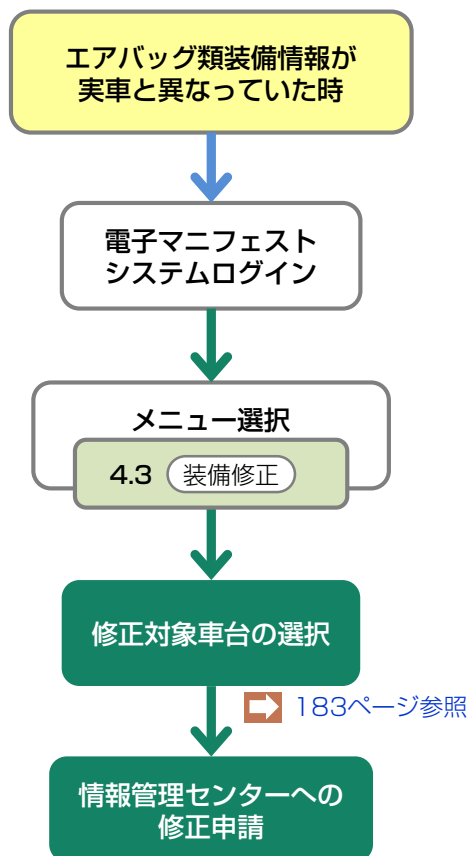 エアバッグ類装備情報が
実車と異なっていた時
電子マニフェスト
システムログイン
メニュー選択
4.3 装備修正
修正対象車台の選択
183ページ参照
情報管理センターへの
修正申請